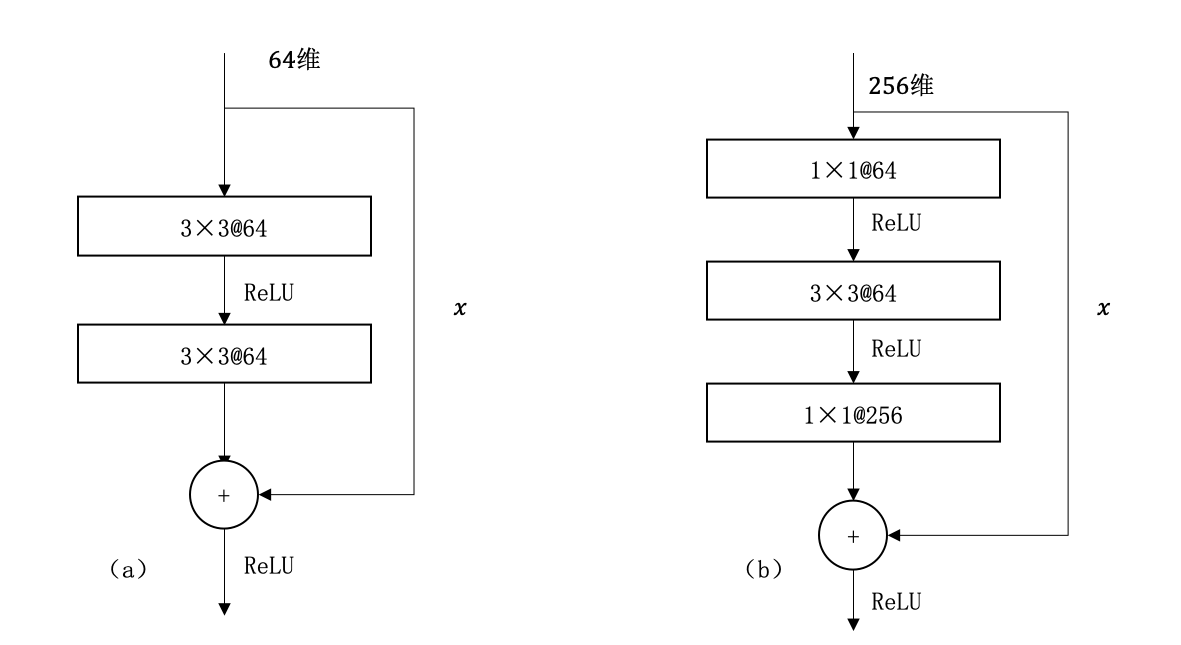 64维
3×3@64
ReLU
3×3@64
x
+
(a)
ReLU
256维
1×1@64
ReLU
3×3@64
ReLU
x
1×1@256
+
(b)
ReLU